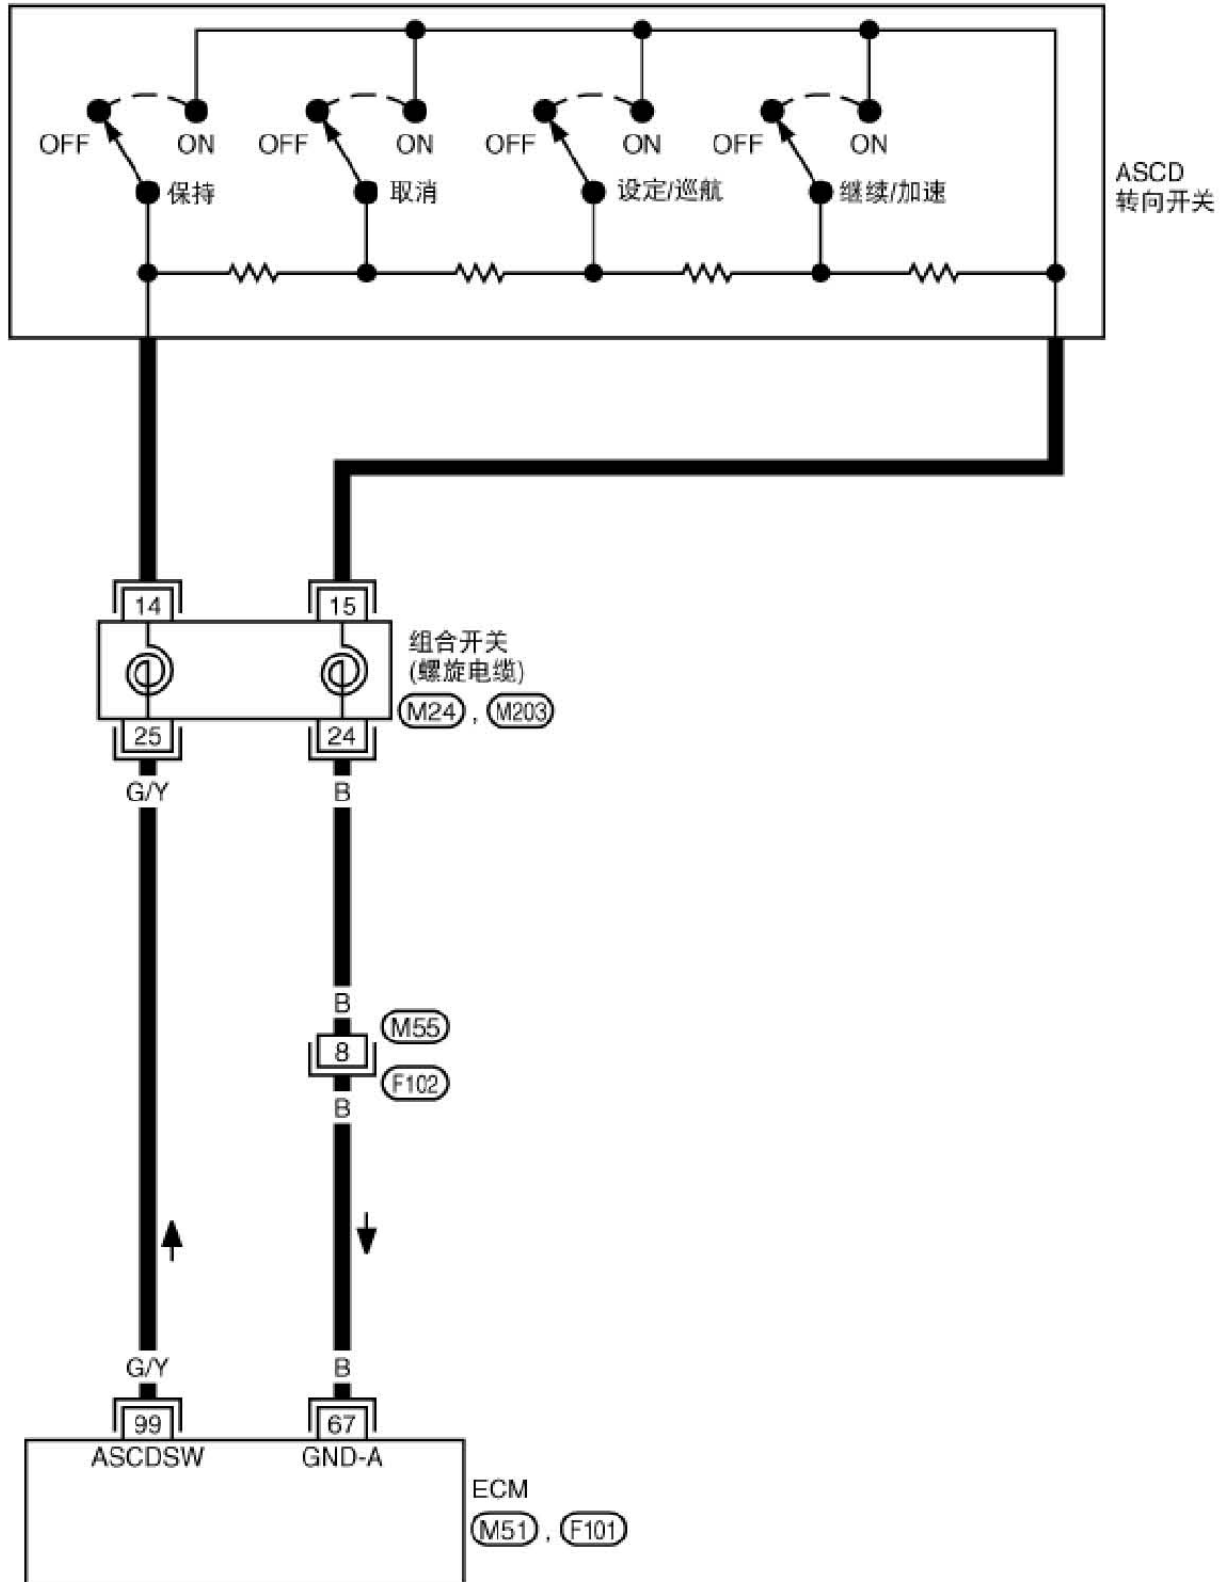 OFF ON OFF ON OFF ON OFF ON
保持 取消 设定/巡航 继续/加速
ASCD
转向开关
14 15
组合开关
(螺旋电缆)
M24 , M203
25 24
G/Y B
B
M55
8
F102
B
G/Y B
99 67
ASCDSW GND-A
ECM
M51 , F101